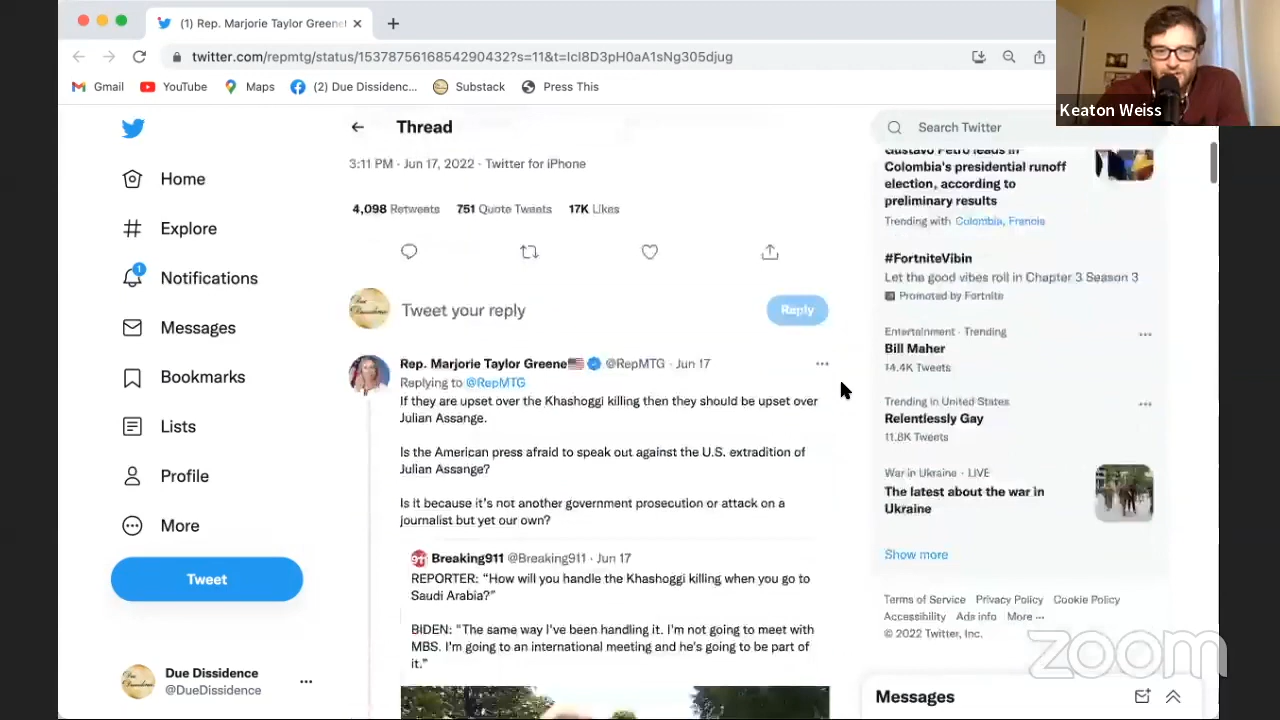 (1) Rep. Marjorie Taylor Greene
twitter.com/repmtg/status/1537875616854290432?s=11&t=Icl8D3pH0aA1sNg305djug
Gmail
YouTube
Maps
(2) Due Dissidenc...
Substack
Press This
Keaton Weiss
Home
Explore
1
Notifications
Messages
Bookmarks
Lists
Profile
More
Tweet
Due Dissidence
@DueDissidence
Thread
3:11 PM · Jun 17, 2022 · Twitter for iPhone
4,098 Retweets 751 Quote Tweets 17K Likes
Tweet your reply
Reply
Rep. Marjorie Taylor Greene @RepMTG · Jun 17
Replying to @RepMTG
If they are upset over the Khashoggi killing then they should be upset over
Julian Assange.
Is the American press afraid to speak out against the U.S. extradition of
Julian Assange?
Is it because it's not another government prosecution or attack on a
journalist but yet our own?
911 Breaking911 @Breaking911 · Jun 17
REPORTER: “How will you handle the Khashoggi killing when you go to
Saudi Arabia?”
BIDEN: “The same way I've been handling it. I'm not going to meet with
MBS. I'm going to an international meeting and he's going to be part of
it.”
Search Twitter
Gustavo Petro leads in
Colombia's presidential runoff
election, according to
preliminary results
Trending with Colombia, Francia
#FortniteVibin
Let the good vibes roll in Chapter 3 Season 3
Promoted by Fortnite
Entertainment · Trending
Bill Maher
14.4K Tweets
Trending in United States
Relentlessly Gay
11.8K Tweets
War in Ukraine · LIVE
The latest about the war in
Ukraine
Show more
Terms of Service Privacy Policy Cookie Policy
Accessibility Ads info More ···
© 2022 Twitter, Inc.
zoom
Messages